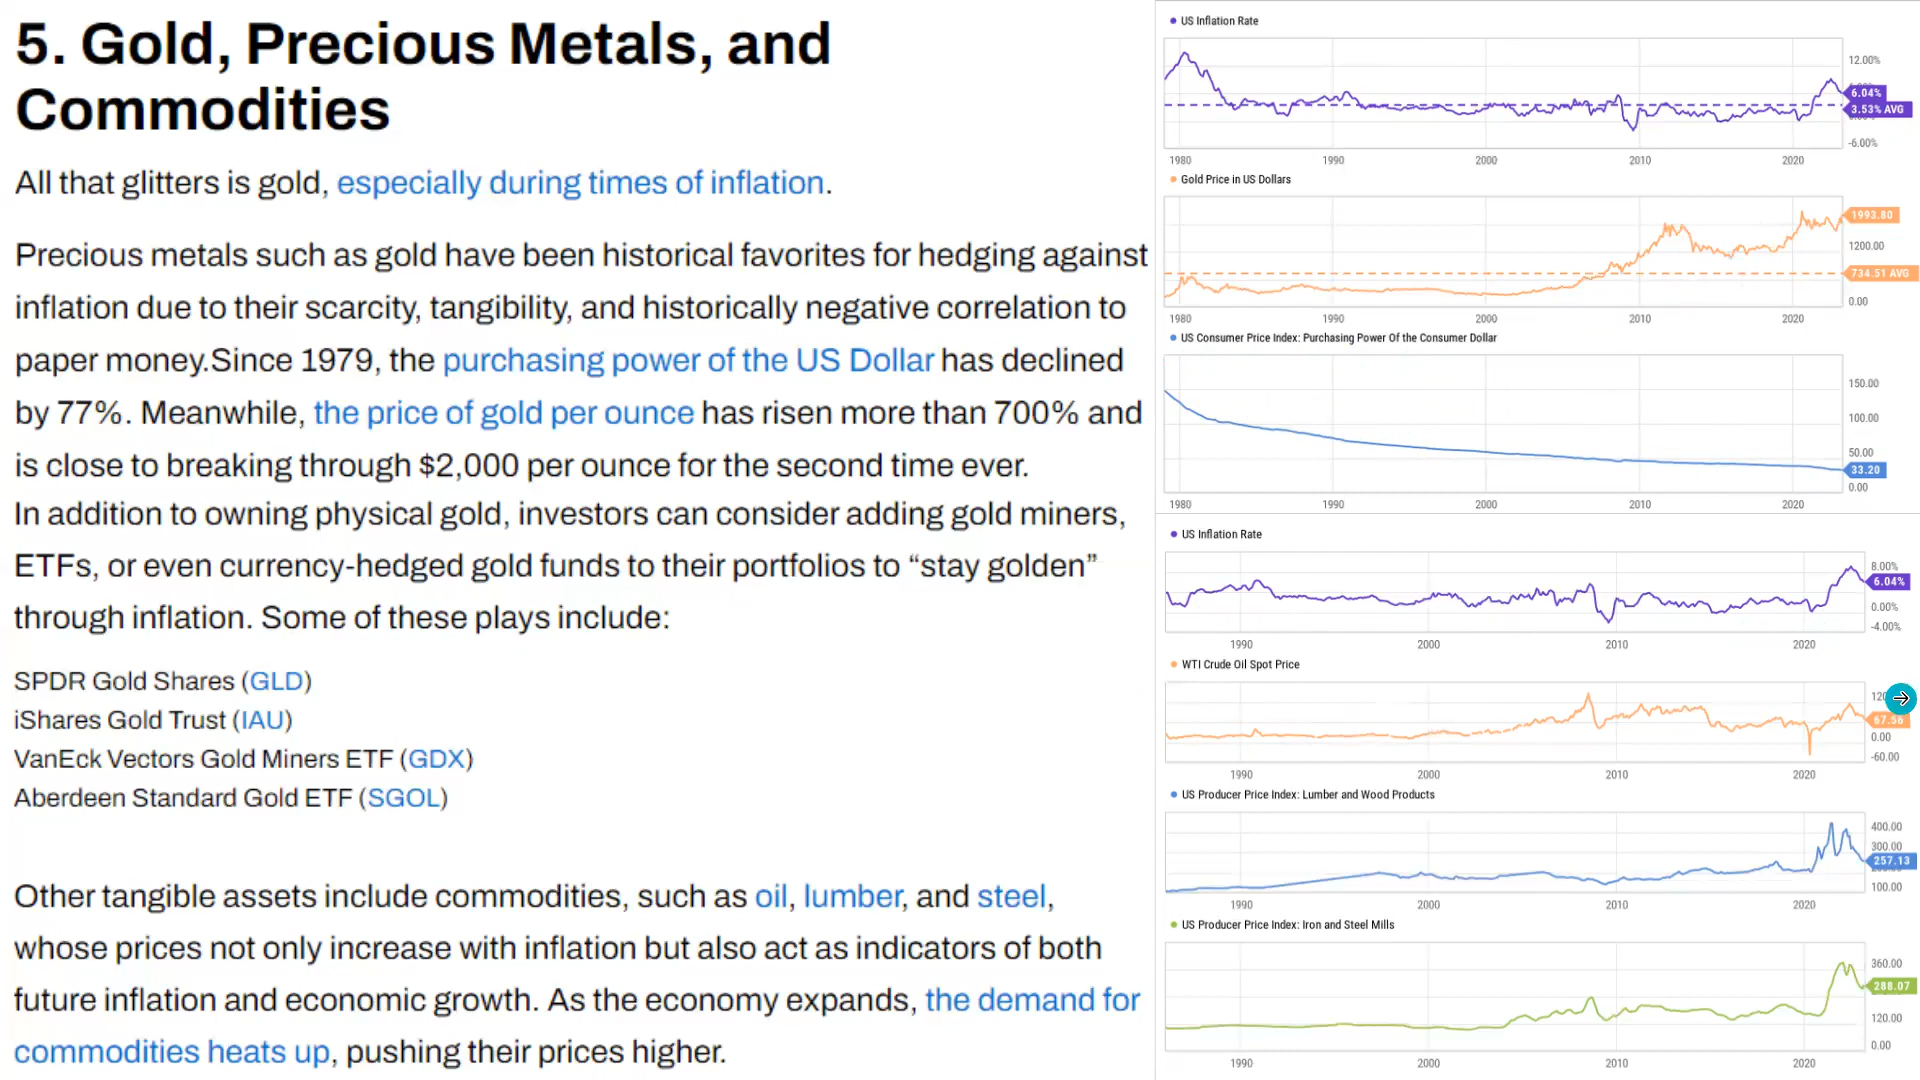 5. Gold, Precious Metals, and
Commodities
All that glitters is gold, especially during times of inflation.
Precious metals such as gold have been historical favorites for hedging against
inflation due to their scarcity, tangibility, and historically negative correlation to
paper money.Since 1979, the purchasing power of the US Dollar has declined
by 77%. Meanwhile, the price of gold per ounce has risen more than 700% and
is close to breaking through $2,000 per ounce for the second time ever.
In addition to owning physical gold, investors can consider adding gold miners,
ETFs, or even currency-hedged gold funds to their portfolios to “stay golden”
through inflation. Some of these plays include:
SPDR Gold Shares (GLD)
iShares Gold Trust (IAU)
VanEck Vectors Gold Miners ETF (GDX)
Aberdeen Standard Gold ETF (SGOL)
Other tangible assets include commodities, such as oil, lumber, and steel,
whose prices not only increase with inflation but also act as indicators of both
future inflation and economic growth. As the economy expands, the demand for
commodities heats up, pushing their prices higher.
US Inflation Rate
12.00%
6.04%
3.53% AVG
-6.00%
1980 1990 2000 2010 2020
Gold Price in US Dollars
1993.80
1200.00
734.51 AVG
0.00
1980 1990 2000 2010 2020
US Consumer Price Index: Purchasing Power Of the Consumer Dollar
150.00
100.00
50.00
33.20
0.00
1980 1990 2000 2010 2020
US Inflation Rate
8.00%
6.04%
0.00%
-4.00%
1990 2000 2010 2020
WTI Crude Oil Spot Price
67.56
0.00
-60.00
1990 2000 2010 2020
US Producer Price Index: Lumber and Wood Products
400.00
300.00
257.13
100.00
1990 2000 2010 2020
US Producer Price Index: Iron and Steel Mills
360.00
288.07
120.00
0.00
1990 2000 2010 2020